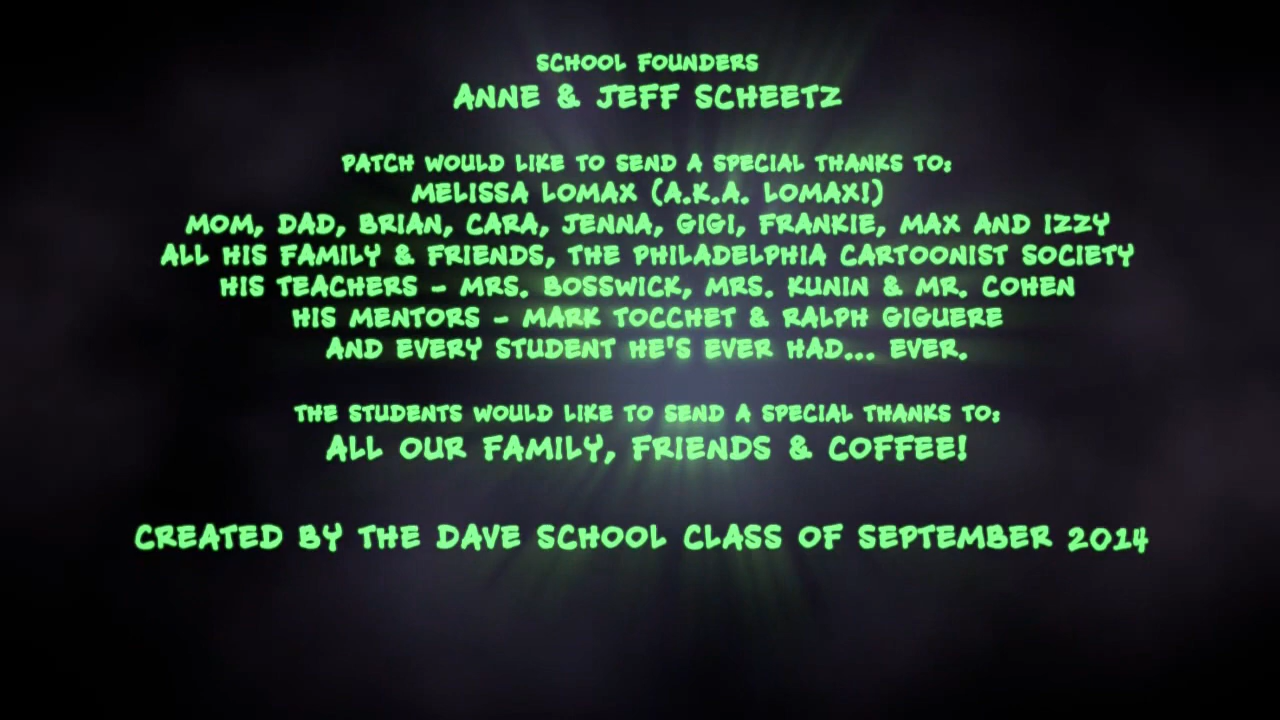 SCHOOL FOUNDERS
ANNE & JEFF SCHEETZ
PATCH WOULD LIKE TO SEND A SPECIAL THANKS TO:
MELISSA LOMAX (A.K.A. LOMAX!)
MOM, DAD, BRIAN, CARA, JENNA, GIGI, FRANKIE, MAX AND IZZY
ALL HIS FAMILY & FRIENDS, THE PHILADELPHIA CARTOONIST SOCIETY
HIS TEACHERS - MRS. BOSSWICK, MRS. KUNIN & MR. COHEN
HIS MENTORS - MARK TOCCHET & RALPH GIGUERE
AND EVERY STUDENT HE'S EVER HAD... EVER.
THE STUDENTS WOULD LIKE TO SEND A SPECIAL THANKS TO:
ALL OUR FAMILY, FRIENDS & COFFEE!
CREATED BY THE DAVE SCHOOL CLASS OF SEPTEMBER 2014